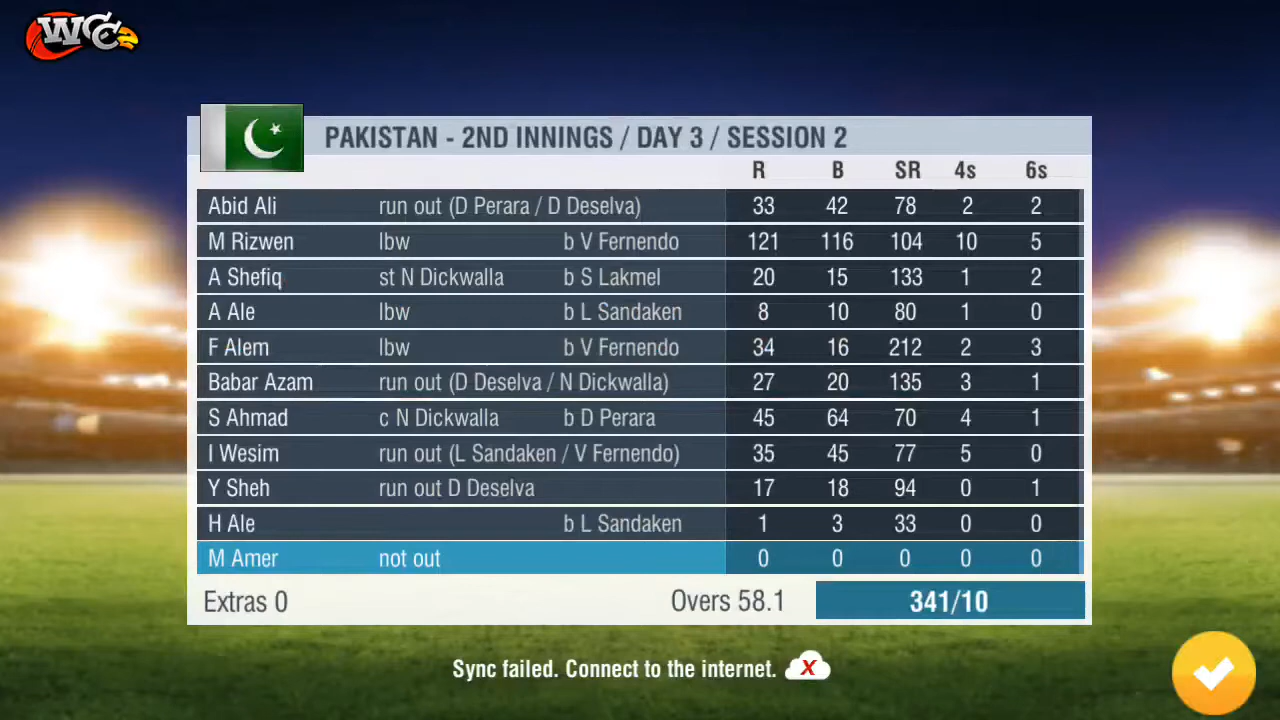 WCC
PAKISTAN - 2ND INNINGS / DAY 3 / SESSION 2
R B SR 4s 6s
Abid Ali run out (D Perara / D Deselva) 33 42 78 2 2
M Rizwen lbw b V Fernendo 121 116 104 10 5
A Shefiq st N Dickwalla b S Lakmel 20 15 133 1 2
A Ale lbw b L Sandaken 8 10 80 1 0
F Alem lbw b V Fernendo 34 16 212 2 3
Babar Azam run out (D Deselva / N Dickwalla) 27 20 135 3 1
S Ahmad c N Dickwalla b D Perara 45 64 70 4 1
I Wesim run out (L Sandaken / V Fernendo) 35 45 77 5 0
Y Sheh run out D Deselva 17 18 94 0 1
H Ale b L Sandaken 1 3 33 0 0
M Amer not out 0 0 0 0 0
Extras 0 Overs 58.1 341/10
Sync failed. Connect to the internet. X